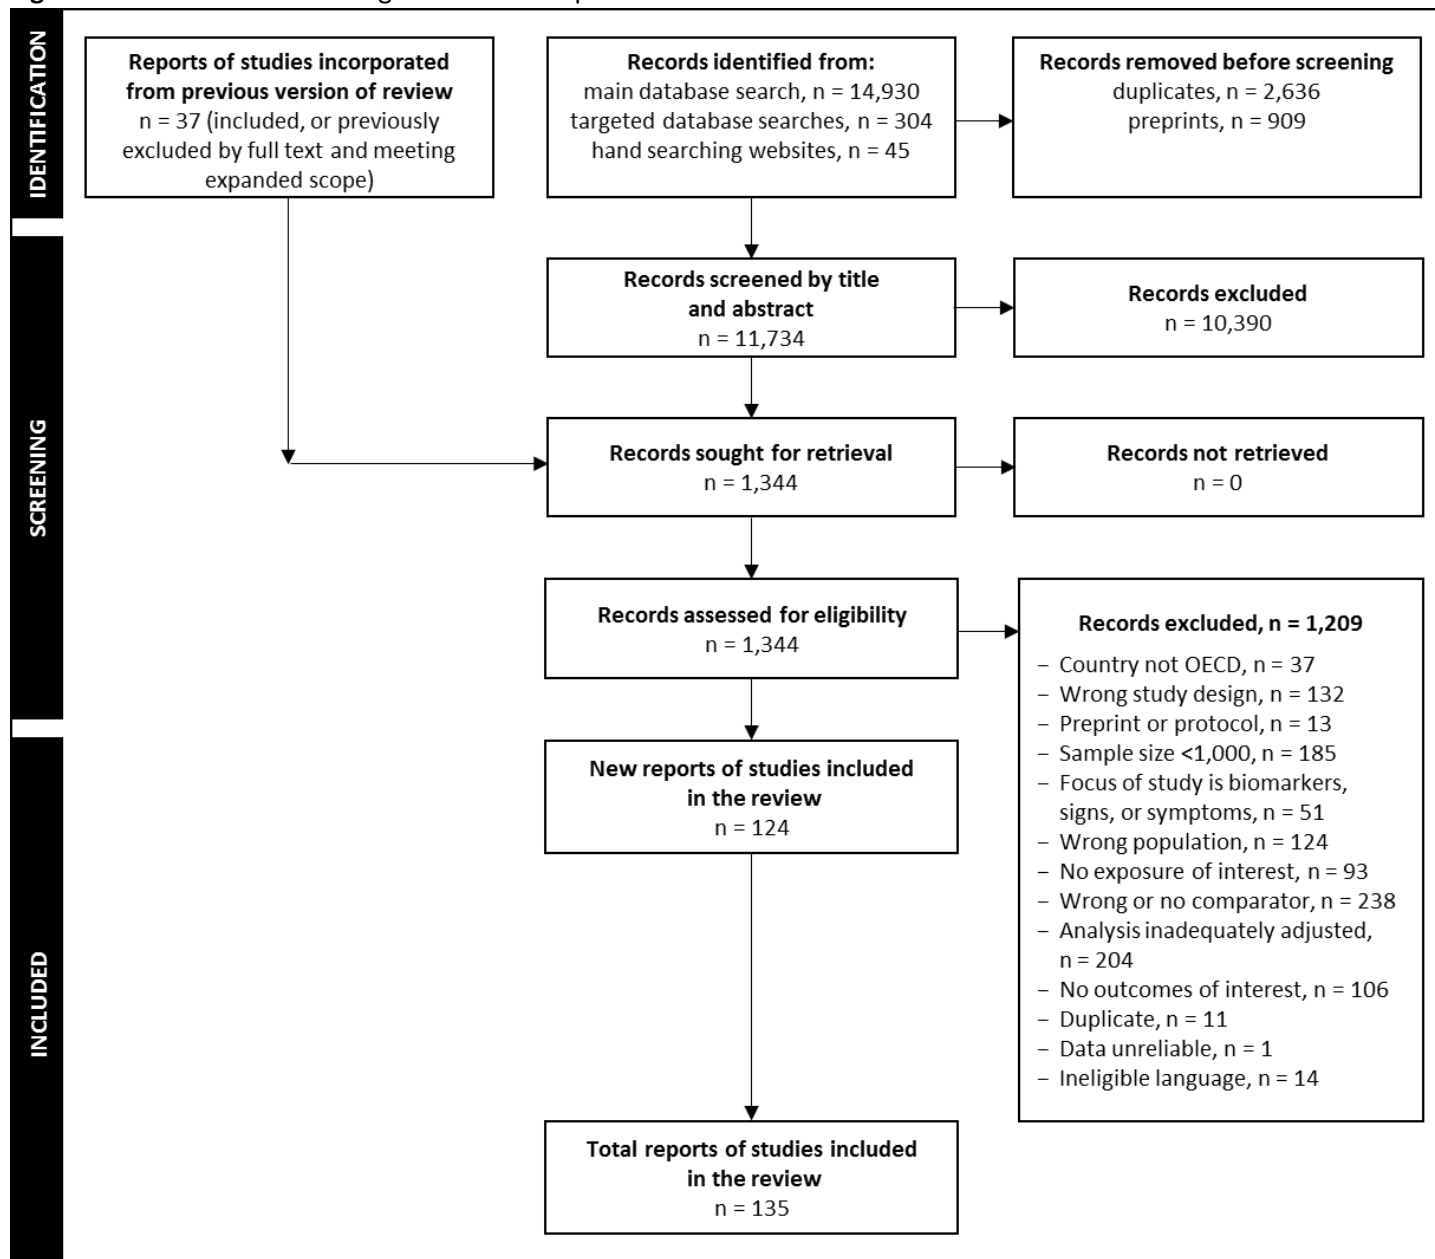 IDENTIFICATION
Reports of studies incorporated
from previous version of review
n = 37 (included, or previously
excluded by full text and meeting
expanded scope)
Records identified from:
main database search, n = 14,930
targeted database searches, n = 304
hand searching websites, n = 45
Records removed before screening
duplicates, n = 2,636
preprints, n = 909
SCREENING
Records screened by title
and abstract
n = 11,734
Records excluded
n = 10,390
Records sought for retrieval
n = 1,344
Records not retrieved
n = 0
Records assessed for eligibility
n = 1,344
Records excluded, n = 1,209
– Country not OECD, n = 37
– Wrong study design, n = 132
– Preprint or protocol, n = 13
– Sample size <1,000, n = 185
– Focus of study is biomarkers,
signs, or symptoms, n = 51
– Wrong population, n = 124
– No exposure of interest, n = 93
– Wrong or no comparator, n = 238
– Analysis inadequately adjusted,
n = 204
– No outcomes of interest, n = 106
– Duplicate, n = 11
– Data unreliable, n = 1
– Ineligible language, n = 14
INCLUDED
New reports of studies included
in the review
n = 124
Total reports of studies included
in the review
n = 135